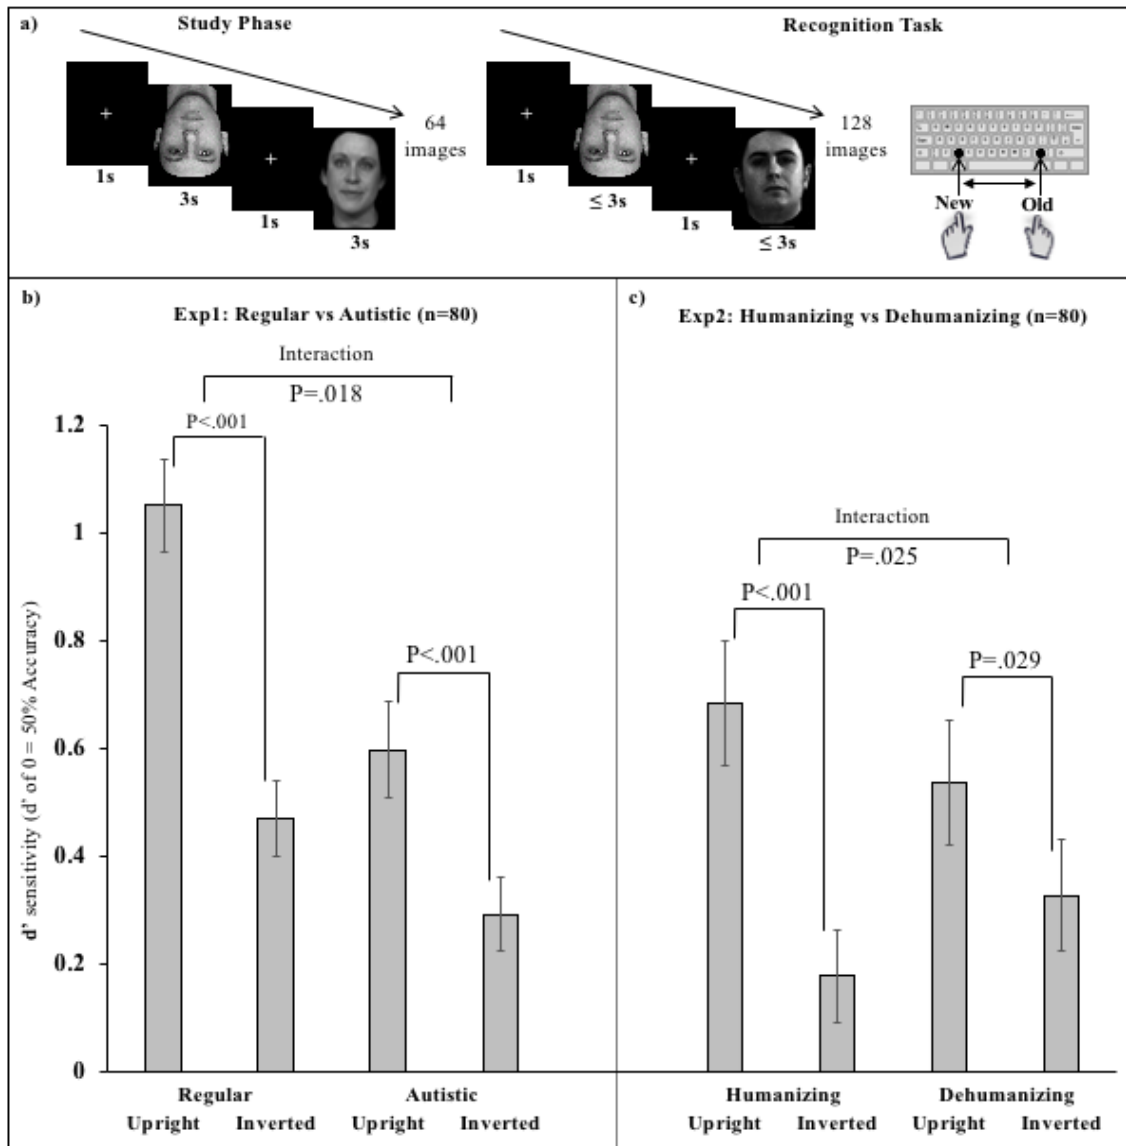 a)
Study Phase
Recognition Task
64
images
128
images
1s
3s
1s
3s
1s
≤ 3s
1s
≤ 3s
New
Old
b)
Exp1: Regular vs Autistic (n=80)
Interaction
P=.018
P<.001
P<.001
c)
Exp2: Humanizing vs Dehumanizing (n=80)
Interaction
P=.025
P<.001
P=.029
d' sensitivity (d' of 0 = 50% Accuracy)
1.2
1
0.8
0.6
0.4
0.2
0
Regular
Autistic
Upright Inverted Upright Inverted
Humanizing
Dehumanizing
Upright Inverted Upright Inverted